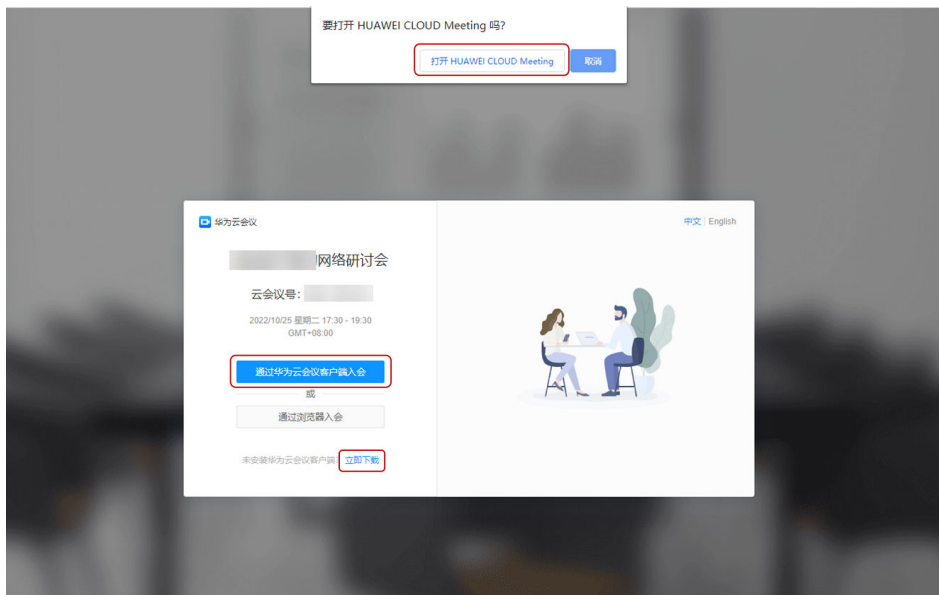 要打开 HUAWEI CLOUD Meeting 吗?
打开 HUAWEI CLOUD Meeting
取消
华为云会议
中文 | English
的网络研讨会
云会议号:
2022/10/25 星期二 17:30 - 19:30
GMT+08:00
通过华为云会议客户端入会
或
通过浏览器入会
未安装华为云会议客户端? 立即下载